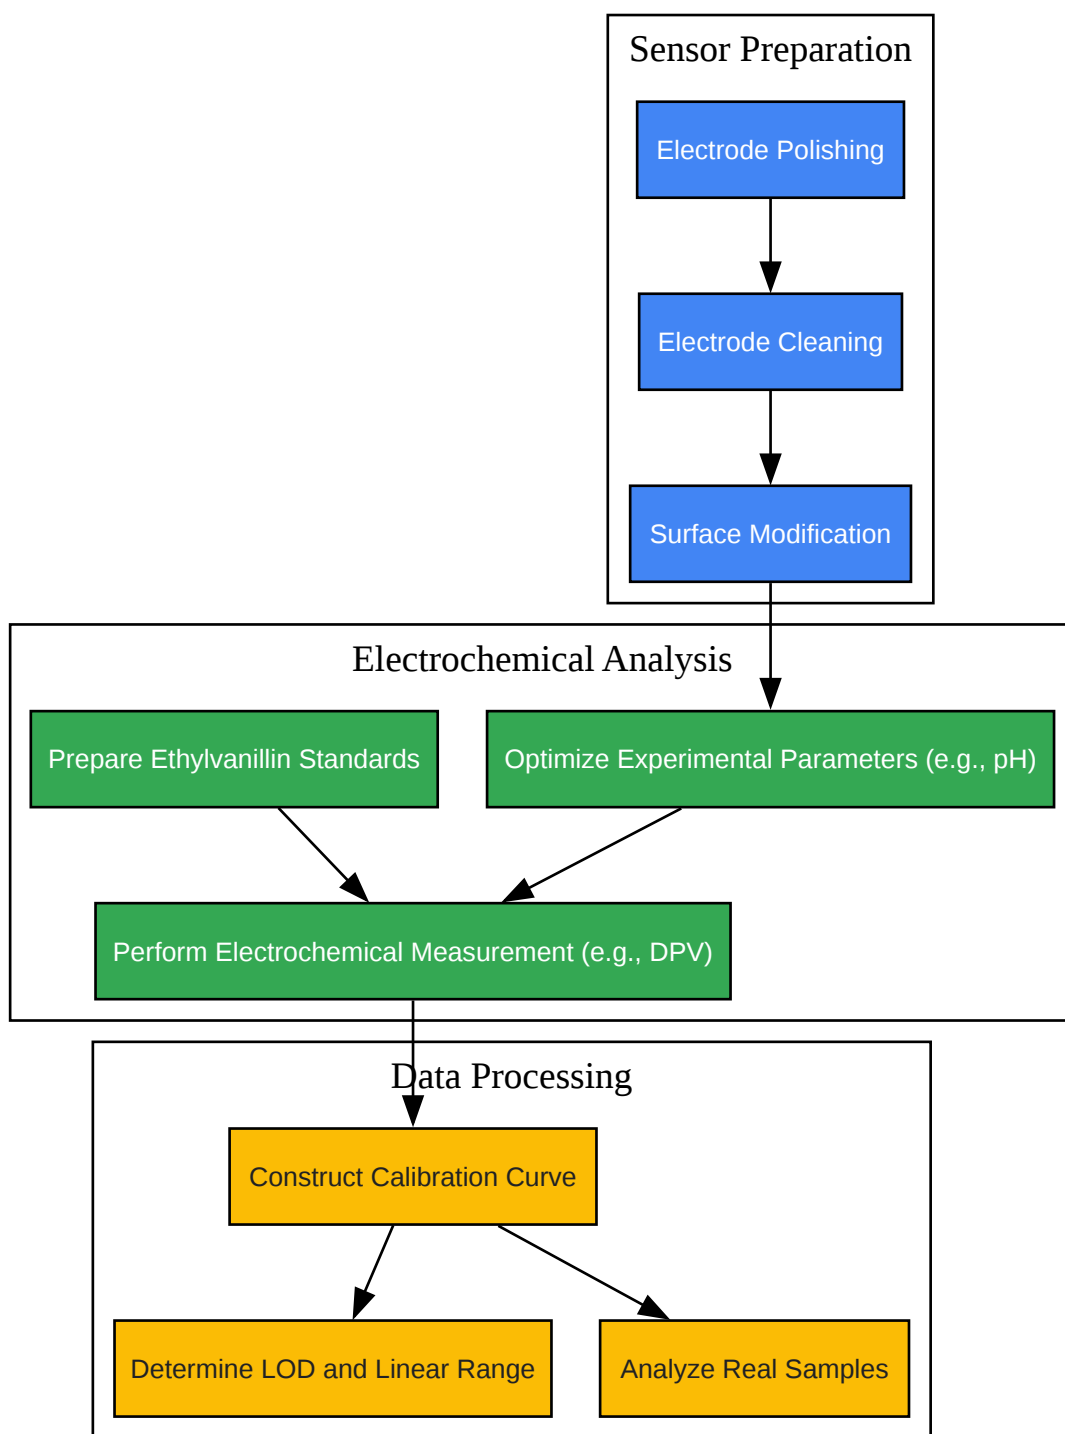 Sensor Preparation
Electrode Polishing
Electrode Cleaning
Surface Modification
Electrochemical Analysis
Prepare Ethylvanillin Standards
Optimize Experimental Parameters (e.g., pH)
Perform Electrochemical Measurement (e.g., DPV)
Data Processing
Construct Calibration Curve
Determine LOD and Linear Range
Analyze Real Samples